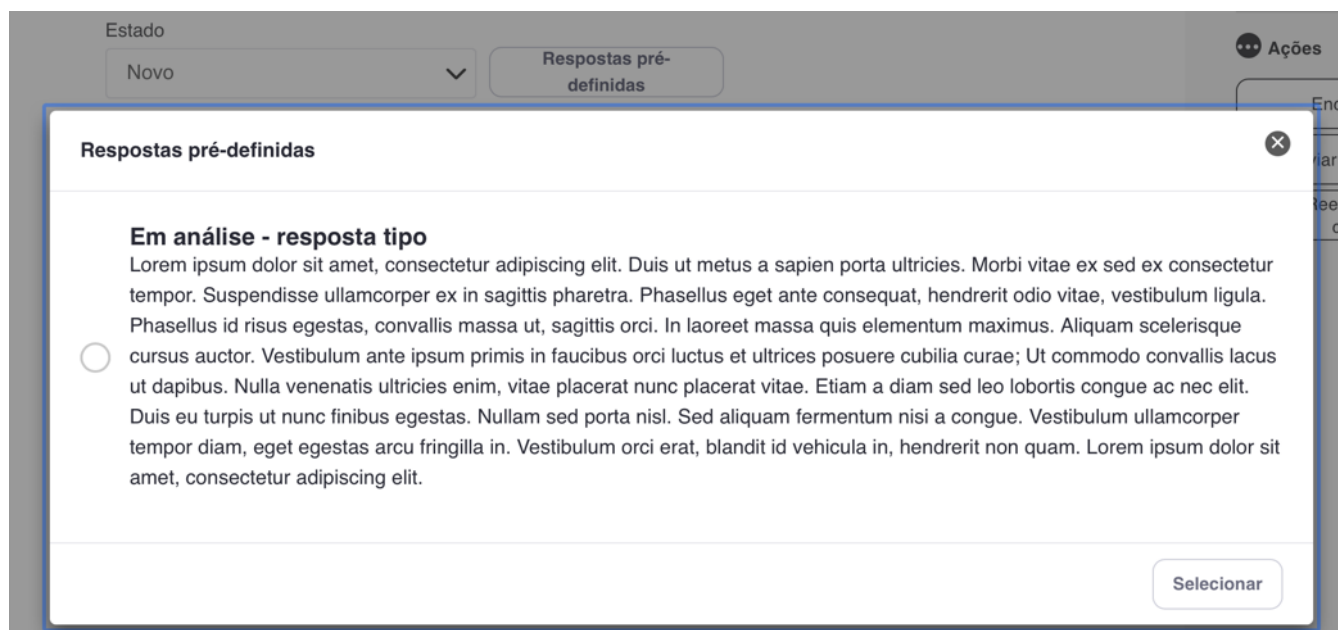 Estado
Novo
Respostas pré-
definidas
Ações
Respostas pré-definidas
Em análise - resposta tipo
Lorem ipsum dolor sit amet, consectetur adipiscing elit. Duis ut metus a sapien porta ultricies. Morbi vitae ex sed ex consectetur
tempor. Suspendisse ullamcorper ex in sagittis pharetra. Phasellus eget ante consequat, hendrerit odio vitae, vestibulum ligula.
Phasellus id risus egestas, convallis massa ut, sagittis orci. In laoreet massa quis elementum maximus. Aliquam scelerisque
cursus auctor. Vestibulum ante ipsum primis in faucibus orci luctus et ultrices posuere cubilia curae; Ut commodo convallis lacus
ut dapibus. Nulla venenatis ultricies enim, vitae placerat nunc placerat vitae. Etiam a diam sed leo lobortis congue ac nec elit.
Duis eu turpis ut nunc finibus egestas. Nullam sed porta nisl. Sed aliquam fermentum nisi a congue. Vestibulum ullamcorper
tempor diam, eget egestas arcu fringilla in. Vestibulum orci erat, blandit id vehicula in, hendrerit non quam. Lorem ipsum dolor sit
amet, consectetur adipiscing elit.
Selecionar